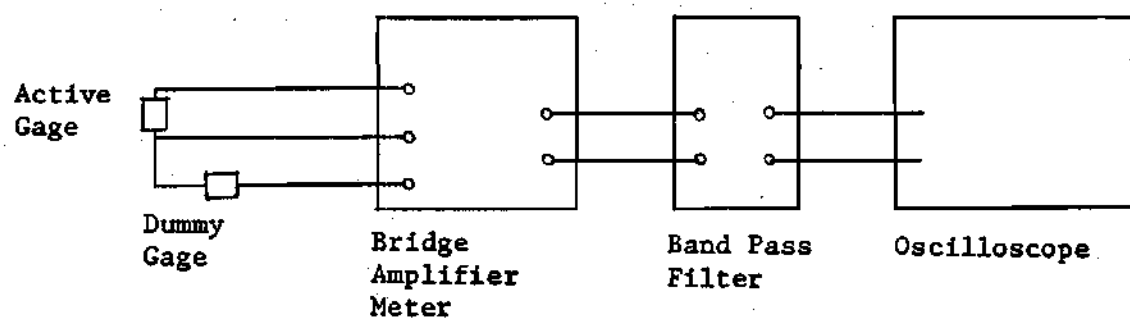 Active
Gage
Dummy
Gage
Bridge
Amplifier
Meter
Band Pass
Filter
Oscilloscope